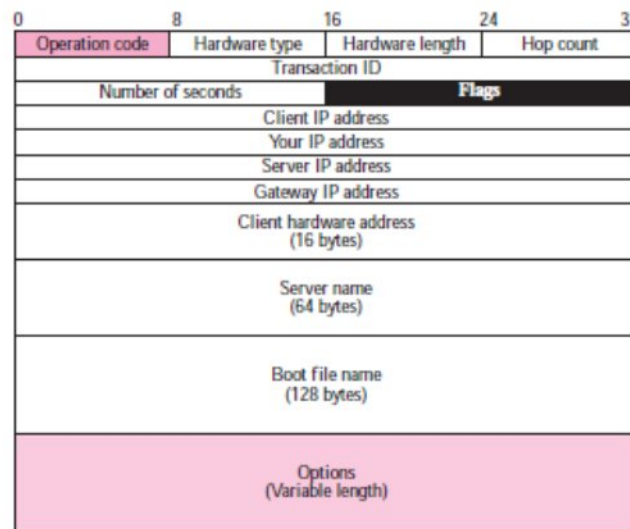 0 8 16 24 3
Operation code Hardware type Hardware length Hop count
Transaction ID
Number of seconds Flags
Client IP address
Your IP address
Server IP address
Gateway IP address
Client hardware address
(16 bytes)
Server name
(64 bytes)
Boot file name
(128 bytes)
Options
(Variable length)